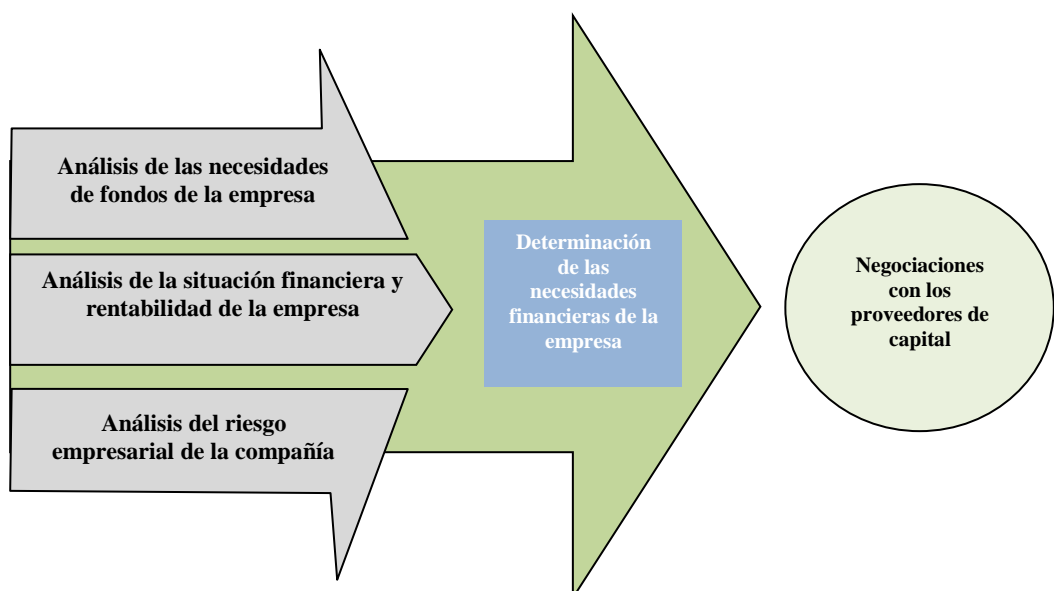 Análisis de las necesidades
de fondos de la empresa
Análisis de la situación financiera y
rentabilidad de la empresa
Análisis del riesgo
empresarial de la compañía
Determinación
de las
necesidades
financieras de la
empresa
Negociaciones
con los
proveedores de
capital